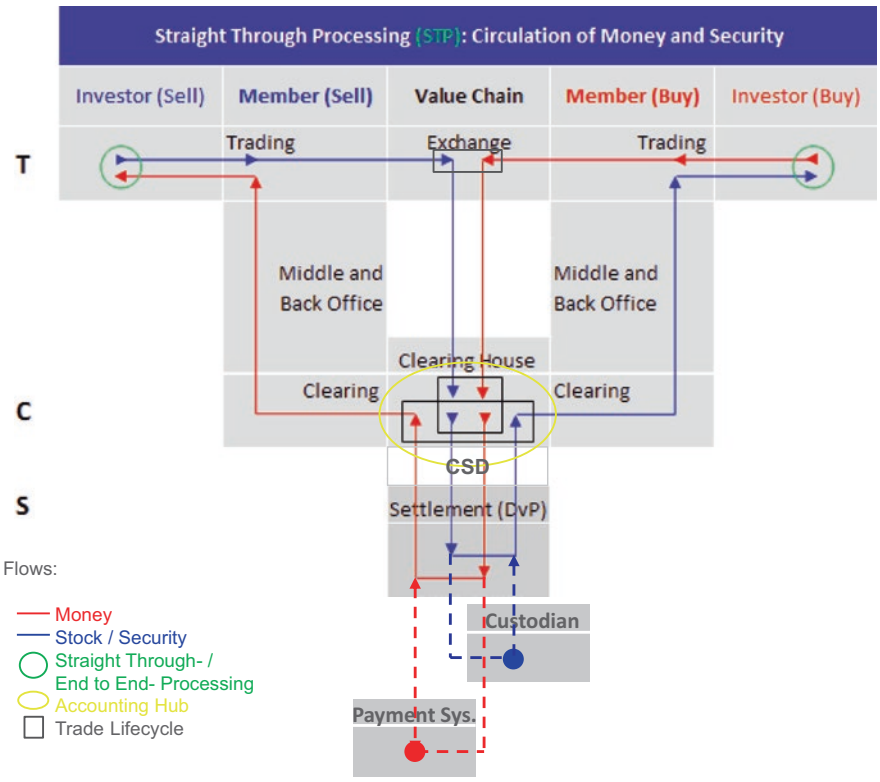 Straight Through Processing (STP): Circulation of Money and Security
Investor (Sell)
Member (Sell)
Value Chain
Member (Buy)
Investor (Buy)
T
Trading
Exchange
Trading
Middle and
Back Office
Middle and
Back Office
Clearing House
C
Clearing
Clearing
CSD
S
Settlement (DvP)
Flows:
Money
Stock / Security
Straight Through- /
End to End- Processing
Accounting Hub
Trade Lifecycle
Custodian
Payment Sys.